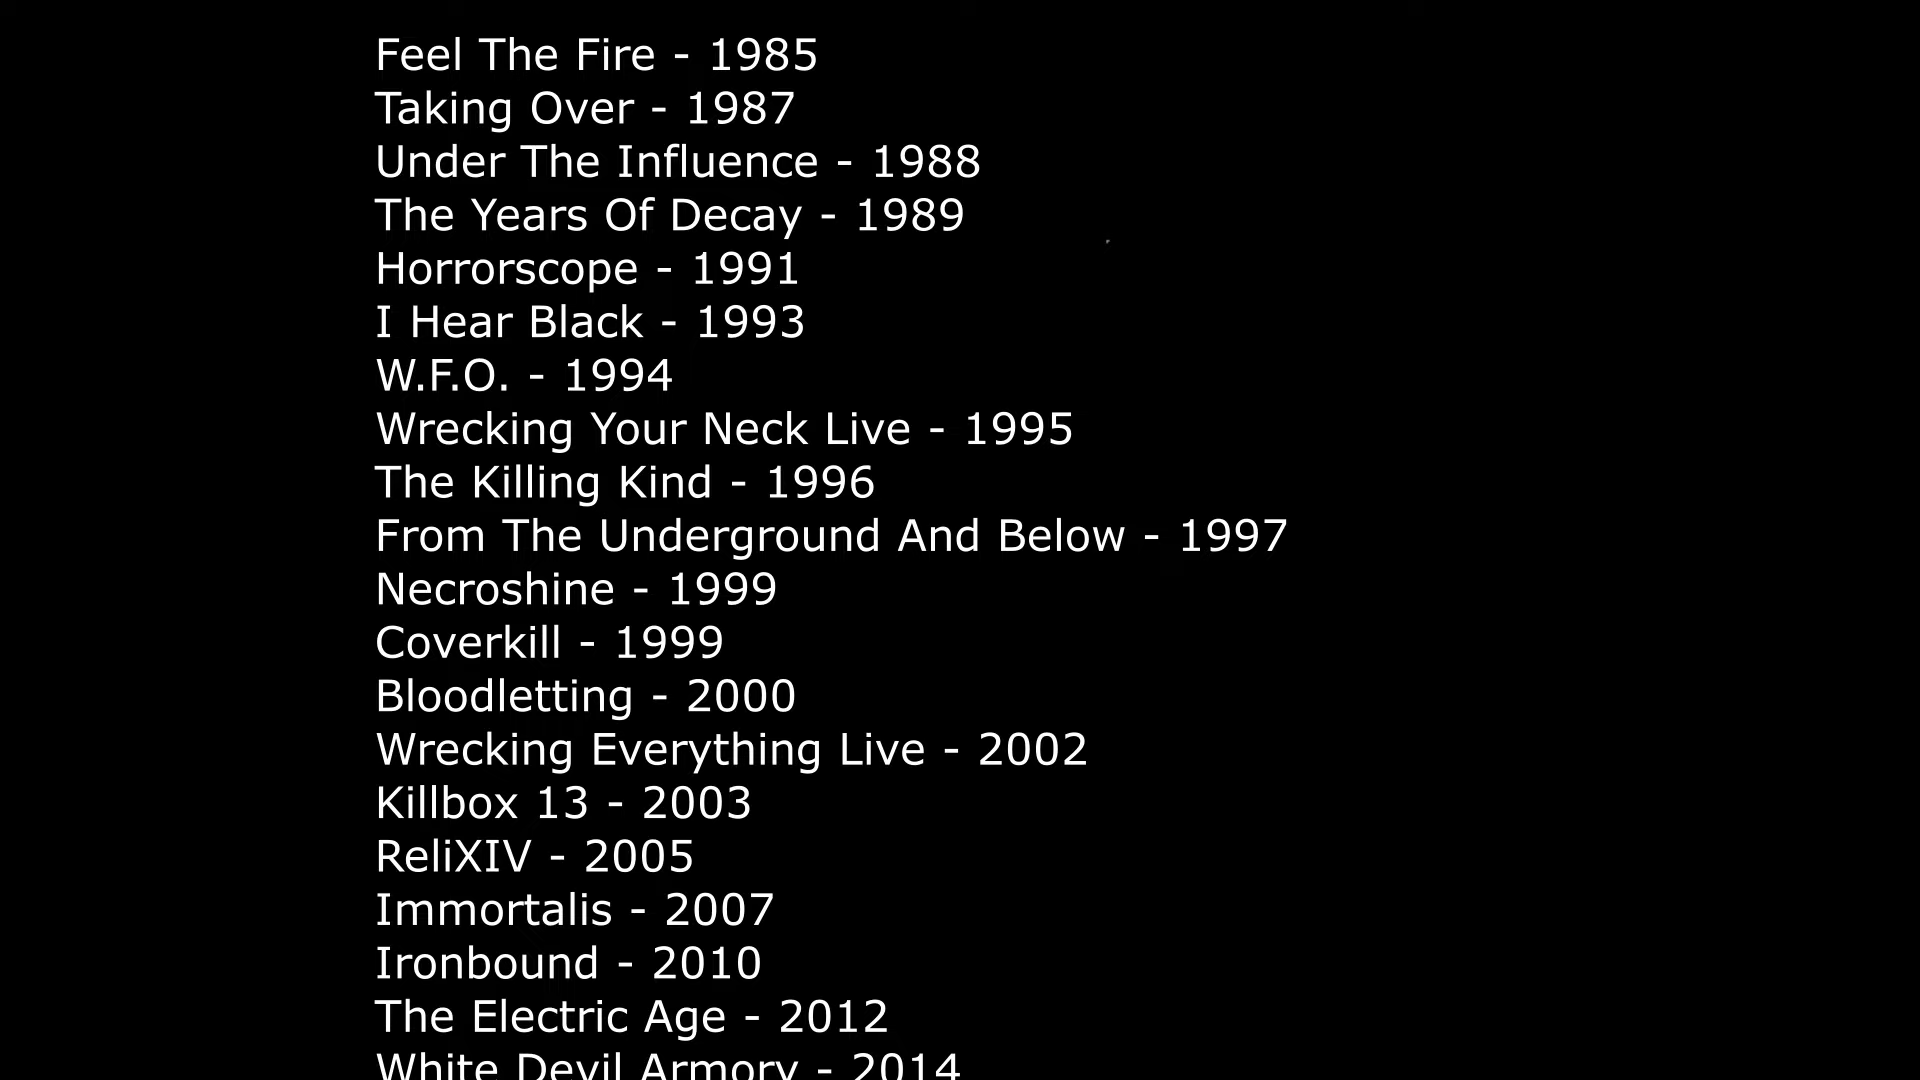 Feel The Fire - 1985
Taking Over - 1987
Under The Influence - 1988
The Years Of Decay - 1989
Horrorscope - 1991
I Hear Black - 1993
W.F.O. - 1994
Wrecking Your Neck Live - 1995
The Killing Kind - 1996
From The Underground And Below - 1997
Necroshine - 1999
Coverkill - 1999
Bloodletting - 2000
Wrecking Everything Live - 2002
Killbox 13 - 2003
ReliXIV - 2005
Immortalis - 2007
Ironbound - 2010
The Electric Age - 2012
White Devil Armory - 2014